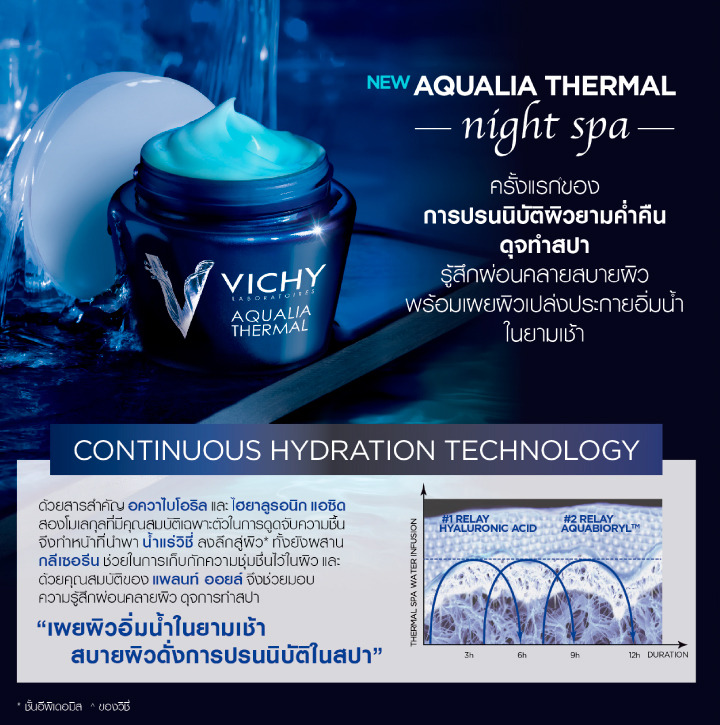 NEW AQUALIA THERMAL
night spa
ครั้งแรก^ของ
การปรนนิบัติผิวยามค่ำคืน
ดุจทำสปา
รู้สึกผ่อนคลายสบายผิว
พร้อมเผยผิวเปล่งประกายอิ่มน้ำ
ในยามเช้า
VICHY
LABORATOIRES
AQUALIA
THERMAL
CONTINUOUS HYDRATION TECHNOLOGY
ด้วยสารสำคัญ อควาไบโอริล และ ไฮยาลูรอนิก แอซิด
สองโมเลกุลที่มีคุณสมบัติเฉพาะตัวในการดูดจับความชื้น
จึงทำหน้าที่นำพา น้ำแร่วิชี่ ลงลึกสู่ผิว* ทั้งยังผสาน
กลีเซอรีน ช่วยในการเก็บกักความชุ่มชื่นไว้ในผิว และ
ด้วยคุณสมบัติของ แพลนท์ ออยล์ จึงช่วยมอบ
ความรู้สึกผ่อนคลายผิว ดุจการทำสปา
“เผยผิวอิ่มน้ำในยามเช้า
สบายผิวดั่งการปรนนิบัติในสปา”
THERMAL SPA WATER INFUSION
#1 RELAY
HYALURONIC ACID
#2 RELAY
AQUABIORYL™
3h 6h 9h 12h DURATION
* ชั้นอีพิเดอมิส ^ ของวิชี่